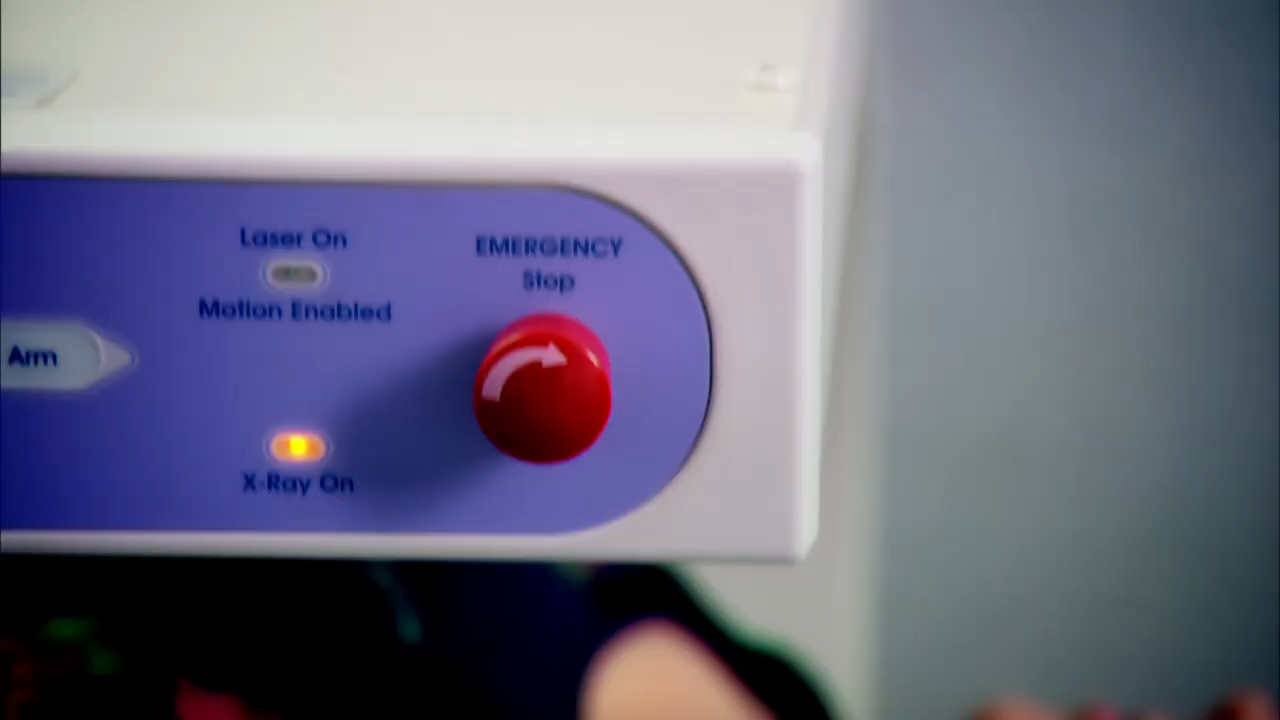 Laser On
EMERGENCY
Stop
Motion Enabled
Arm
X-Ray On